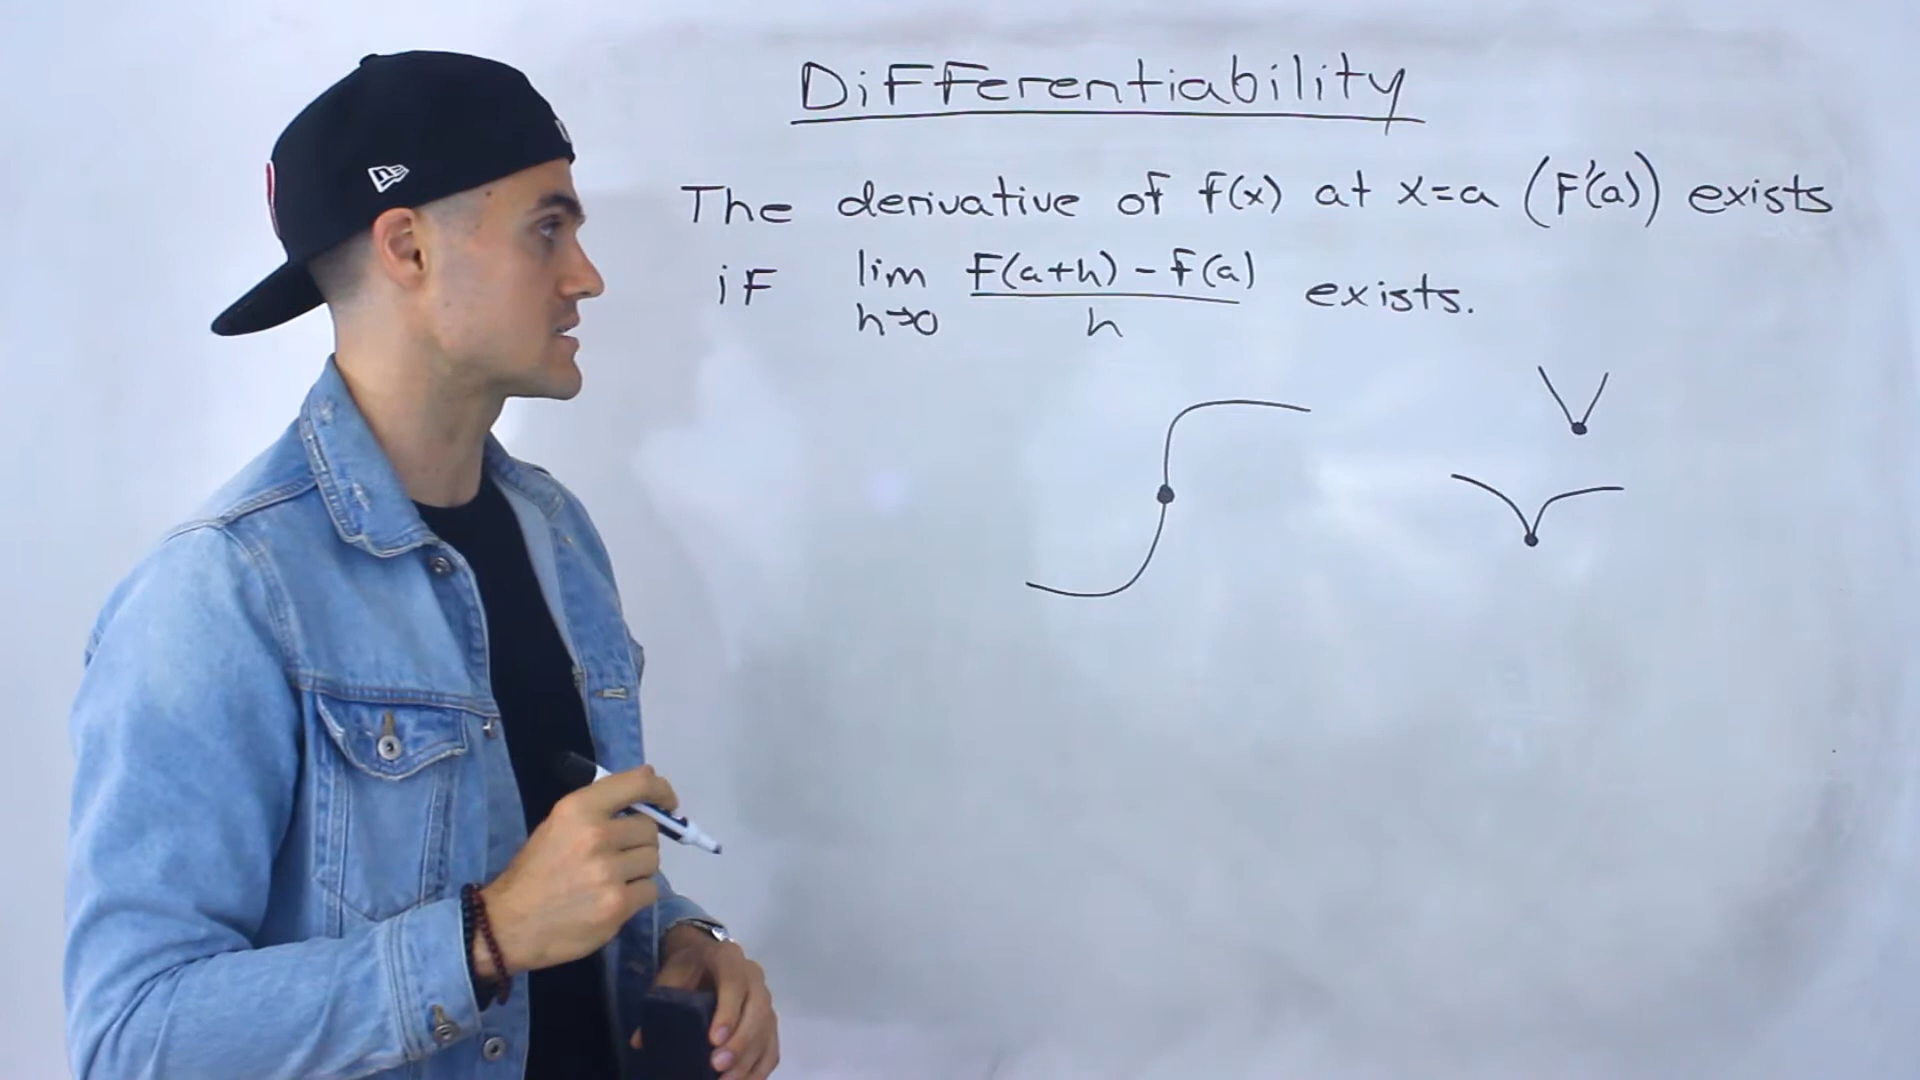 Differentiability
The derivative of f(x) at x=a (F'(a)) exists
if lim h→0 F(a+h) - f(a) / h exists.